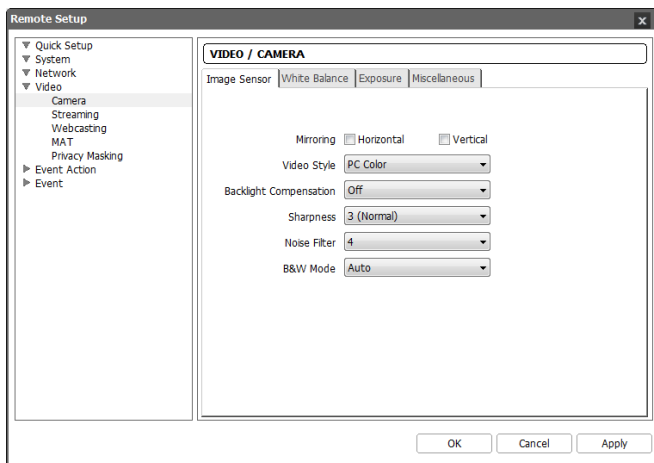 Remote Setup
x
Quick Setup
System
Network
Video
Camera
Streaming
Webcasting
MAT
Privacy Masking
Event Action
Event
VIDEO / CAMERA
Image Sensor White Balance Exposure Miscellaneous
Mirroring Horizontal Vertical
Video Style PC Color
Backlight Compensation Off
Sharpness 3 (Normal)
Noise Filter 4
B&W Mode Auto
OK Cancel Apply